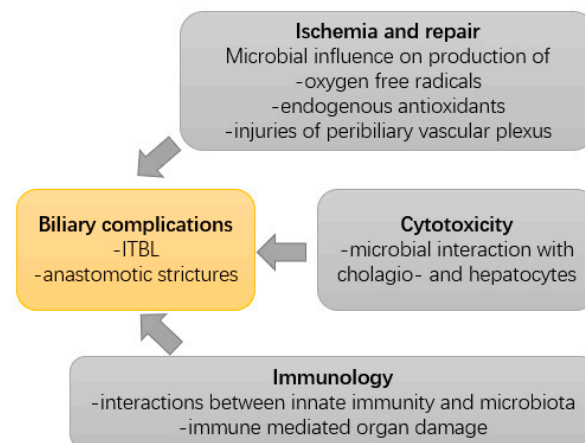 Ischemia and repair
Microbial influence on production of
-oxygen free radicals
-endogenous antioxidants
-injuries of peribiliary vascular plexus
Biliary complications
-ITBL
-anastomotic strictures
Cytotoxicity
-microbial interaction with
cholagio- and hepatocytes
Immunology
-interactions between innate immunity and microbiota
-immune mediated organ damage